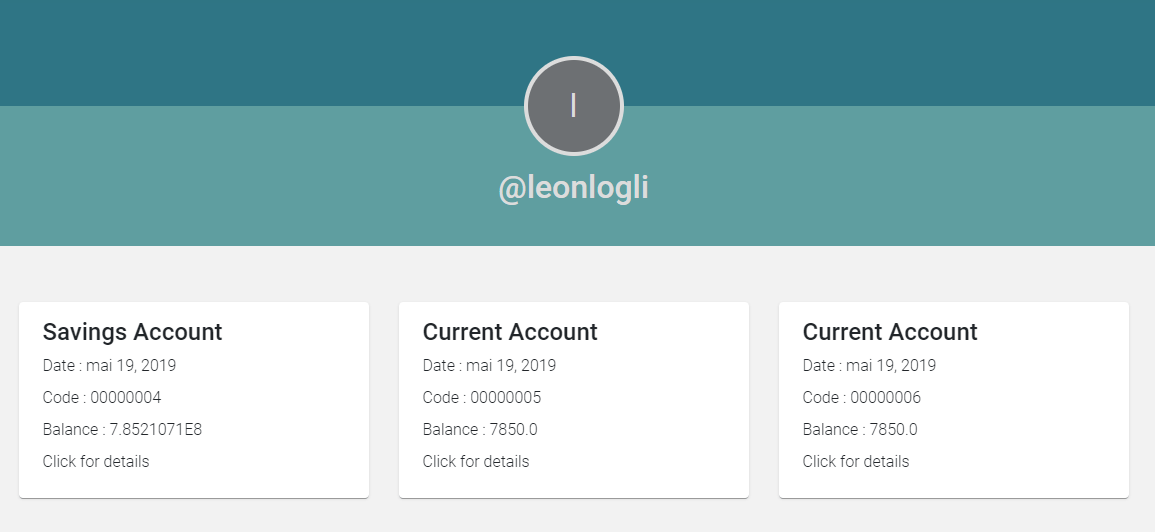 l
@leonlogli
Savings Account
Date : mai 19, 2019
Code : 00000004
Balance : 7.8521071E8
Click for details
Current Account
Date : mai 19, 2019
Code : 00000005
Balance : 7850.0
Click for details
Current Account
Date : mai 19, 2019
Code : 00000006
Balance : 7850.0
Click for details